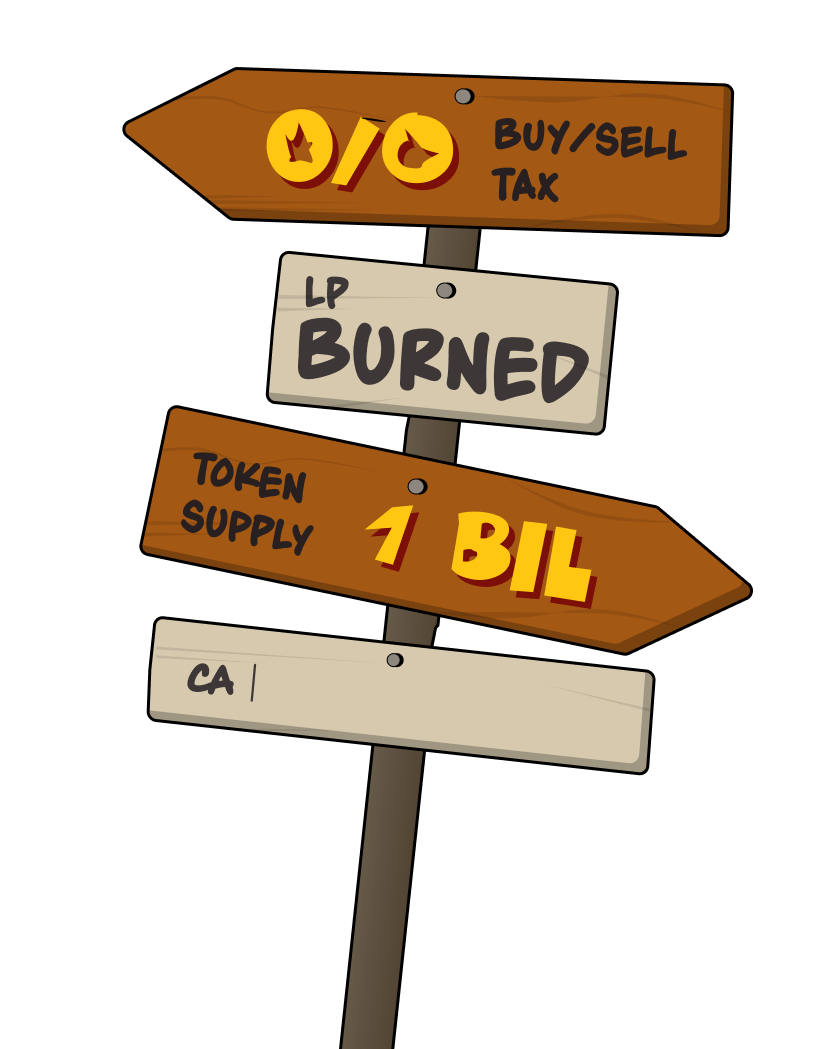 0/0 BUY/SELL
TAX
LP
BURNED
TOKEN
SUPPLY 1 BIL
CA |